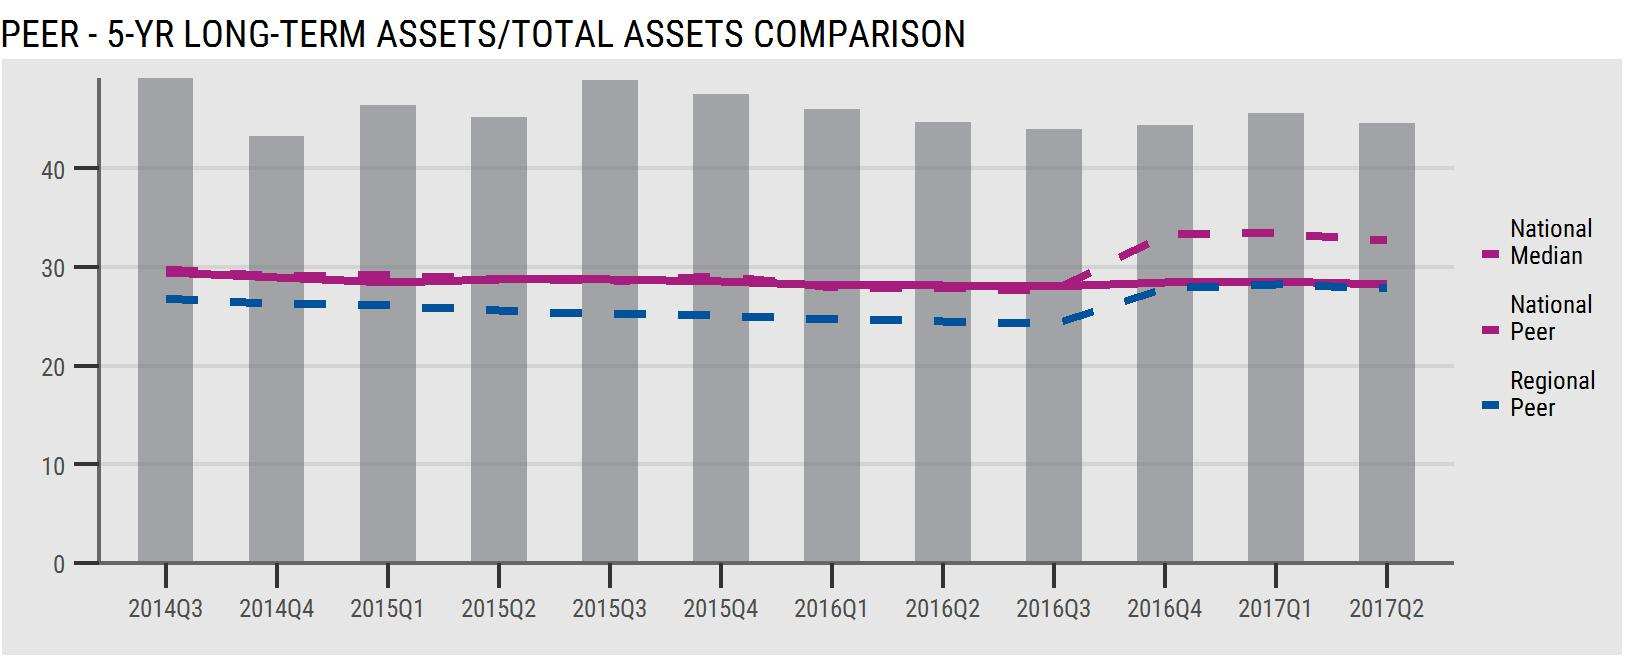 PEER - 5-YR LONG-TERM ASSETS/TOTAL ASSETS COMPARISON
40
30
20
10
0
2014Q3 2014Q4 2015Q1 2015Q2 2015Q3 2015Q4 2016Q1 2016Q2 2016Q3 2016Q4 2017Q1 2017Q2
National
Median
National
Peer
Regional
Peer